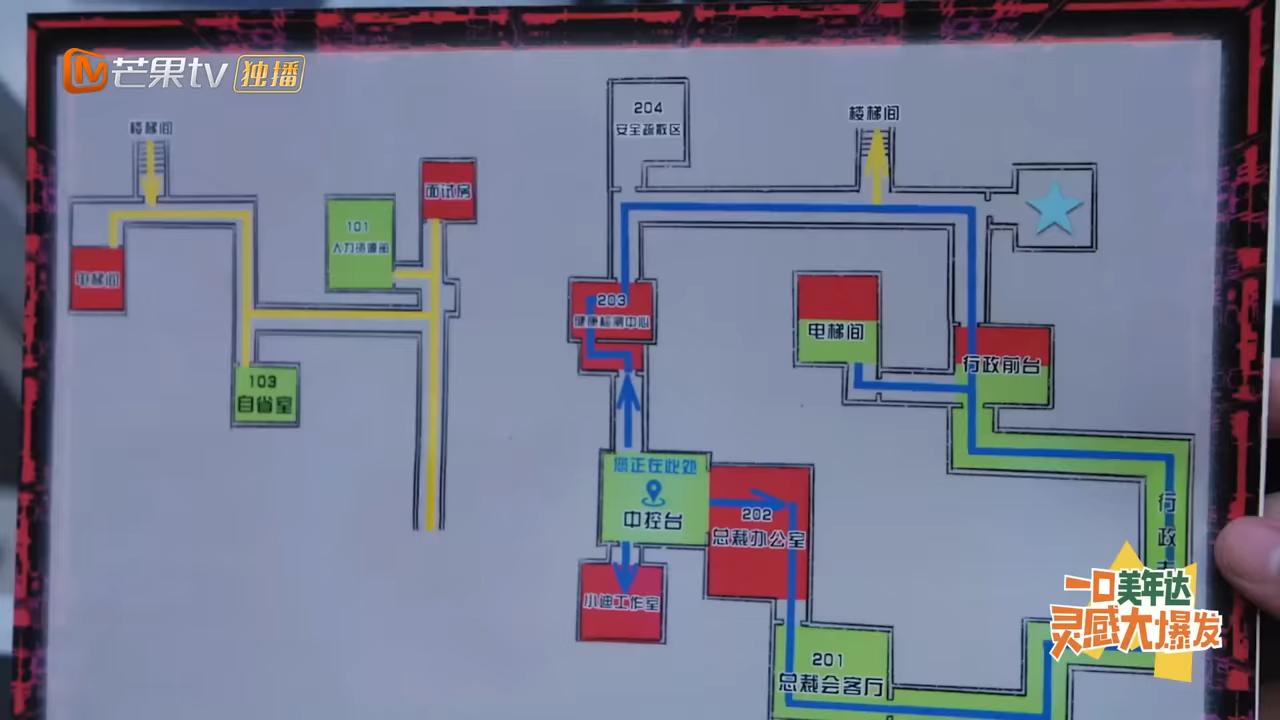 芒果tv 独播
楼梯间
电梯间
103
自省室
101
人力资源部
面试房
204
安全疏散区
楼梯间
203
健康检测中心
电梯间
行政前台
您正在此处
中控台
202
总裁办公室
小迪工作室
201
总裁会客厅
行
政
一口美年达
灵感大爆发